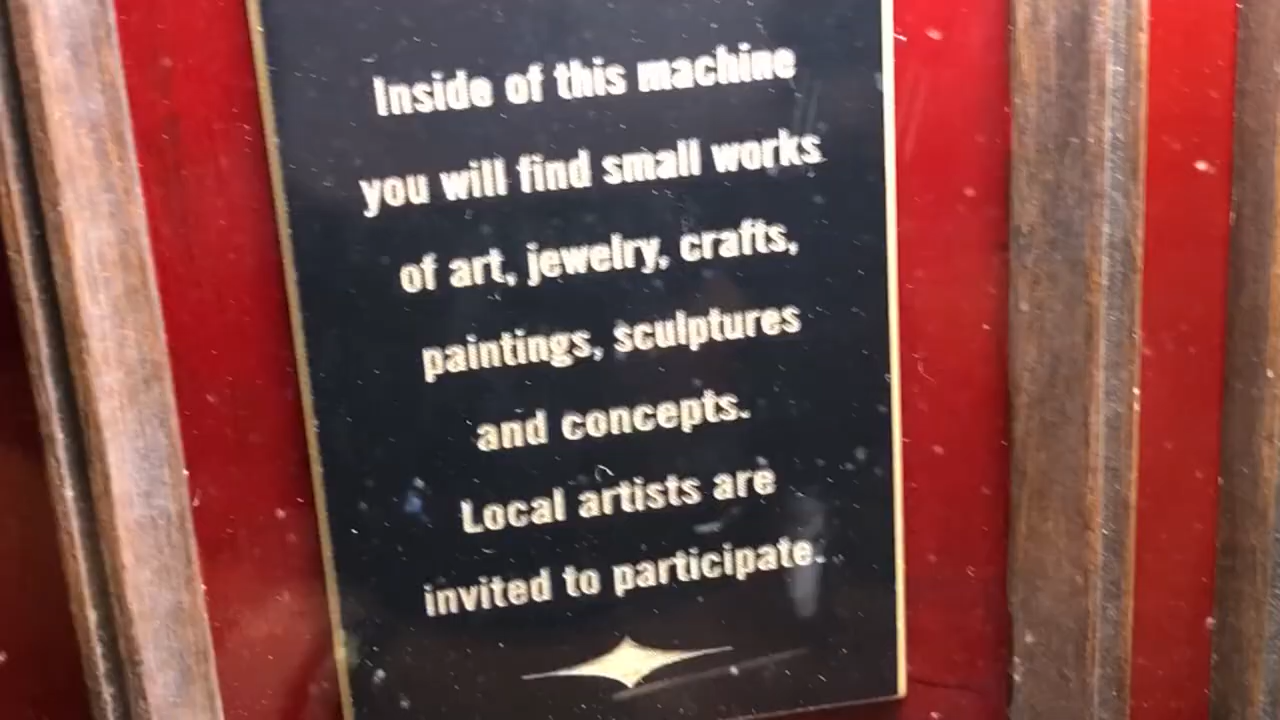 Inside of this machine
you will find small works
of art, jewelry, crafts,
paintings, sculptures
and concepts.
Local artists are
invited to participate.